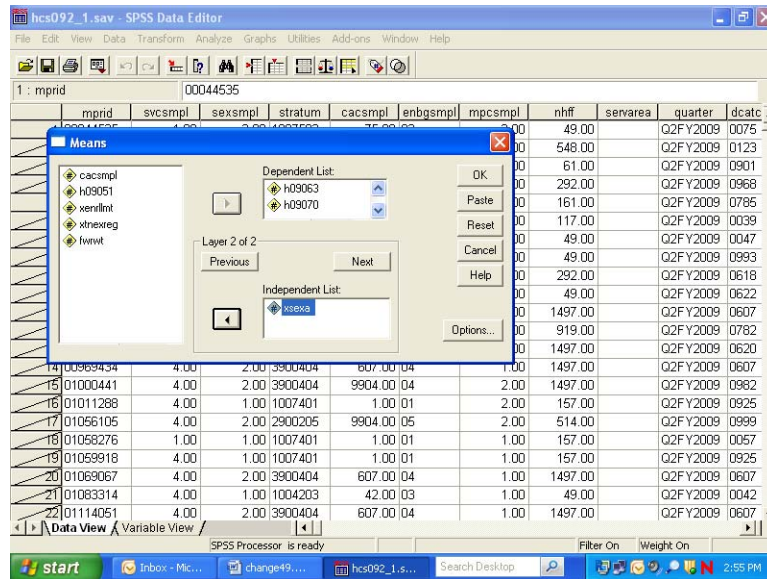 hcs092_1.sav - SPSS Data Editor
File Edit View Data Transform Analyze Graphs Utilities Add-ons Window Help
1 : mprid 00044535
mprid svcsmpl sexsmpl stratum cacsmpl enbgsmpl mpcsmpl nhff servarea quarter dcatc
49.00 Q2FY2009 0075
Means
548.00 Q2FY2009 0123
61.00 Q2FY2009 0901
292.00 Q2FY2009 0968
161.00 Q2FY2009 0785
117.00 Q2FY2009 0039
49.00 Q2FY2009 0047
49.00 Q2FY2009 0993
292.00 Q2FY2009 0618
49.00 Q2FY2009 0622
1497.00 Q2FY2009 0607
919.00 Q2FY2009 0782
1497.00 Q2FY2009 0620
cacsmpl
h09051
xenrllmt
xtnexreg
fwrwt
Dependent List:
h09063
h09070
Layer 2 of 2
Previous Next
Independent List:
xsexa
OK
Paste
Reset
Cancel
Help
Options...
14 00969434 4.00 2.00 3900404 607.00 04 1.00 1497.00 Q2FY2009 0607
15 01000441 4.00 2.00 3900404 9904.00 04 2.00 1497.00 Q2FY2009 0982
16 01011288 4.00 1.00 1007401 1.00 01 2.00 157.00 Q2FY2009 0925
17 01056105 4.00 2.00 2900205 9904.00 05 2.00 514.00 Q2FY2009 0999
18 01058276 1.00 1.00 1007401 1.00 01 1.00 157.00 Q2FY2009 0057
19 01059918 4.00 1.00 1007401 1.00 01 1.00 157.00 Q2FY2009 0925
20 01069067 4.00 2.00 3900404 607.00 04 1.00 1497.00 Q2FY2009 0607
21 01083314 4.00 1.00 1004203 42.00 03 1.00 49.00 Q2FY2009 0042
22 01114051 4.00 2.00 3900404 607.00 04 1.00 1497.00 Q2FY2009 0607
Data View Variable View
SPSS Processor is ready Filter On Weight On
start Inbox - Mic... change49.... hcs092_1.s... Search Desktop 2:55 PM